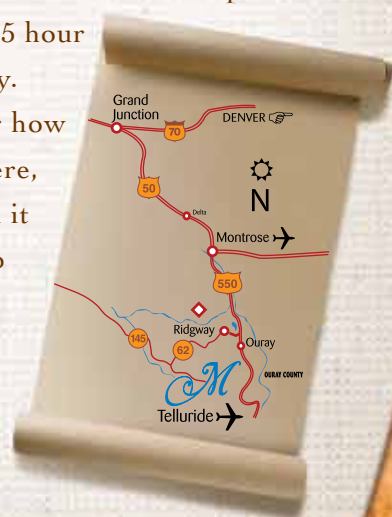 5 hour
y.
how
ere,
it
Grand
Junction
70
DENVER
50
N
Delta
Montrose
550
Ridgway
145
62
Ouray
OURAY COUNTY
M
Telluride